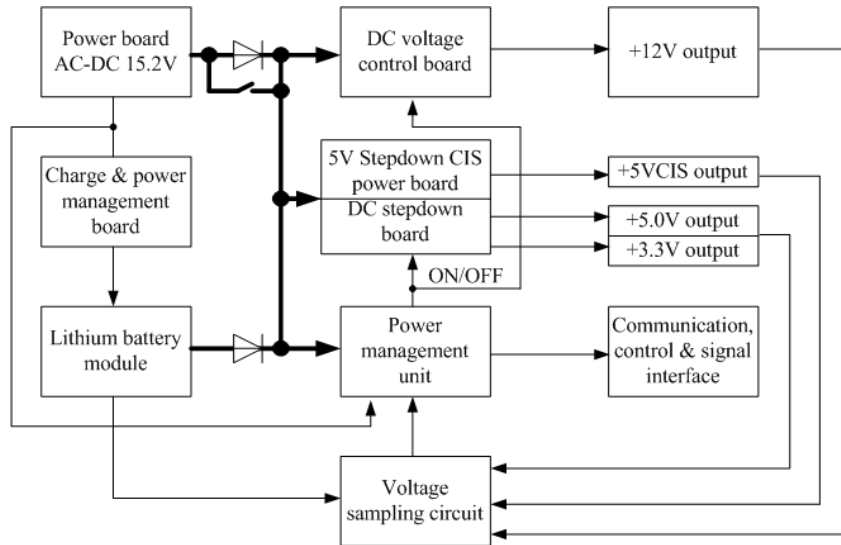 Power board
AC-DC 15.2V
DC voltage
control board
+12V output
Charge & power
management
board
5V Stepdown CIS
power board
DC stepdown
board
+5VCIS output
+5.0V output
+3.3V output
ON/OFF
Lithium battery
module
Power
management
unit
Communication,
control & signal
interface
Voltage
sampling circuit